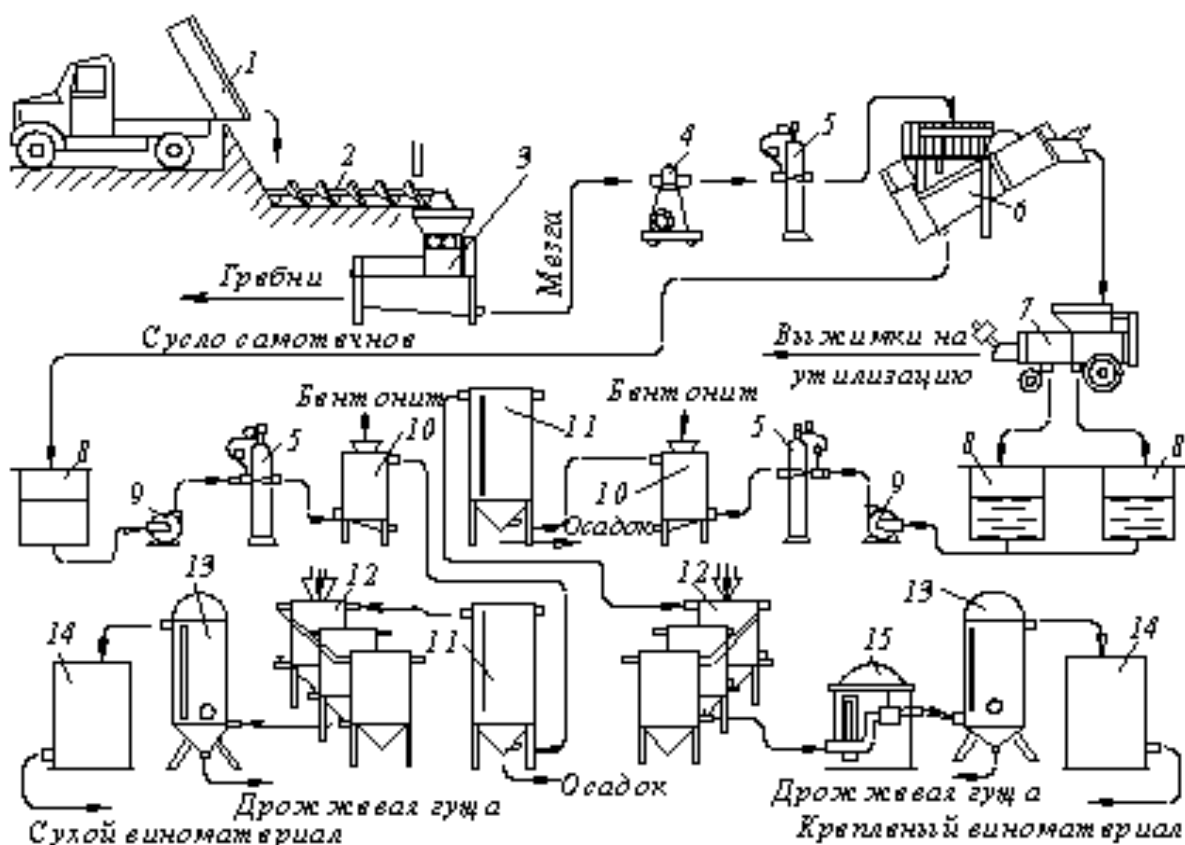 1
2
3
4
5
6
Мезга
Гребни
Сусло самотечное
7
Выжимки на
утилизацию
Бентонит
11
Бентонит
8
5
10
10
5
8
8
9
9
Осадок
13
12
12
13
14
11
15
14
Осадок
Дрожжевая гуща
Дрожжевая гуща
Сухой виноматериал
Крепленый виноматериал